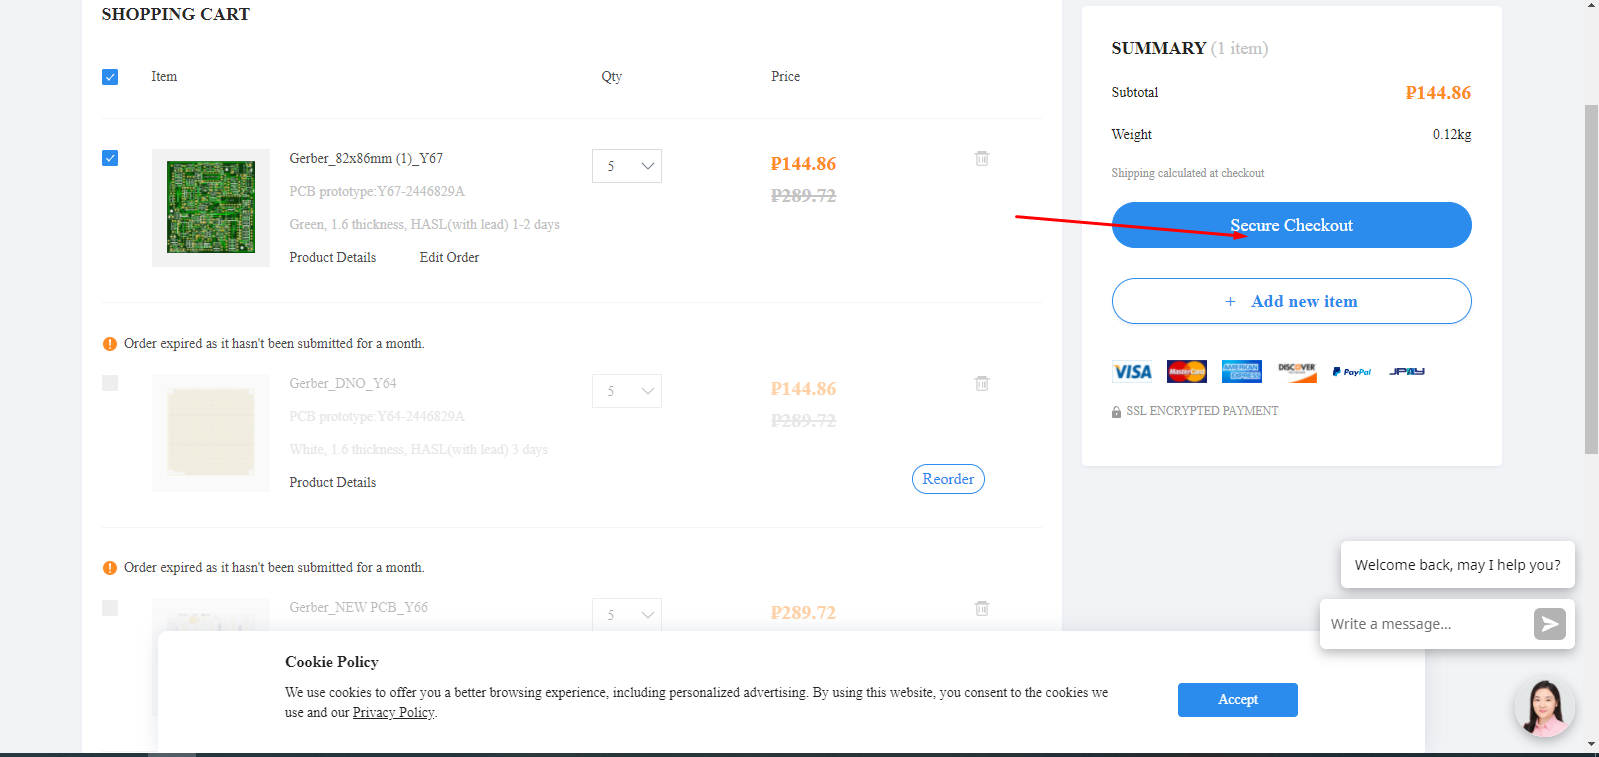 SHOPPING CART
Item
Qty
Price
Gerber_82x86mm (1)_Y67
PCB prototype:Y67-2446829A
Green, 1.6 thickness, HASL(with lead) 1-2 days
Product Details
Edit Order
5
₽144.86
₽289.72
Order expired as it hasn't been submitted for a month.
Gerber_DNO_Y64
PCB prototype:Y64-2446829A
White, 1.6 thickness, HASL(with lead) 3 days
Product Details
5
₽144.86
₽289.72
Reorder
Order expired as it hasn't been submitted for a month.
Gerber_NEW PCB_Y66
5
₽289.72
SUMMARY (1 item)
Subtotal
₽144.86
Weight
0.12kg
Shipping calculated at checkout
Secure Checkout
+ Add new item
VISA
MasterCard
AMERICAN EXPRESS
DISCOVER
PayPal
JPAY
SSL ENCRYPTED PAYMENT
Welcome back, may I help you?
Write a message...
Cookie Policy
We use cookies to offer you a better browsing experience, including personalized advertising. By using this website, you consent to the cookies we
use and our Privacy Policy.
Accept